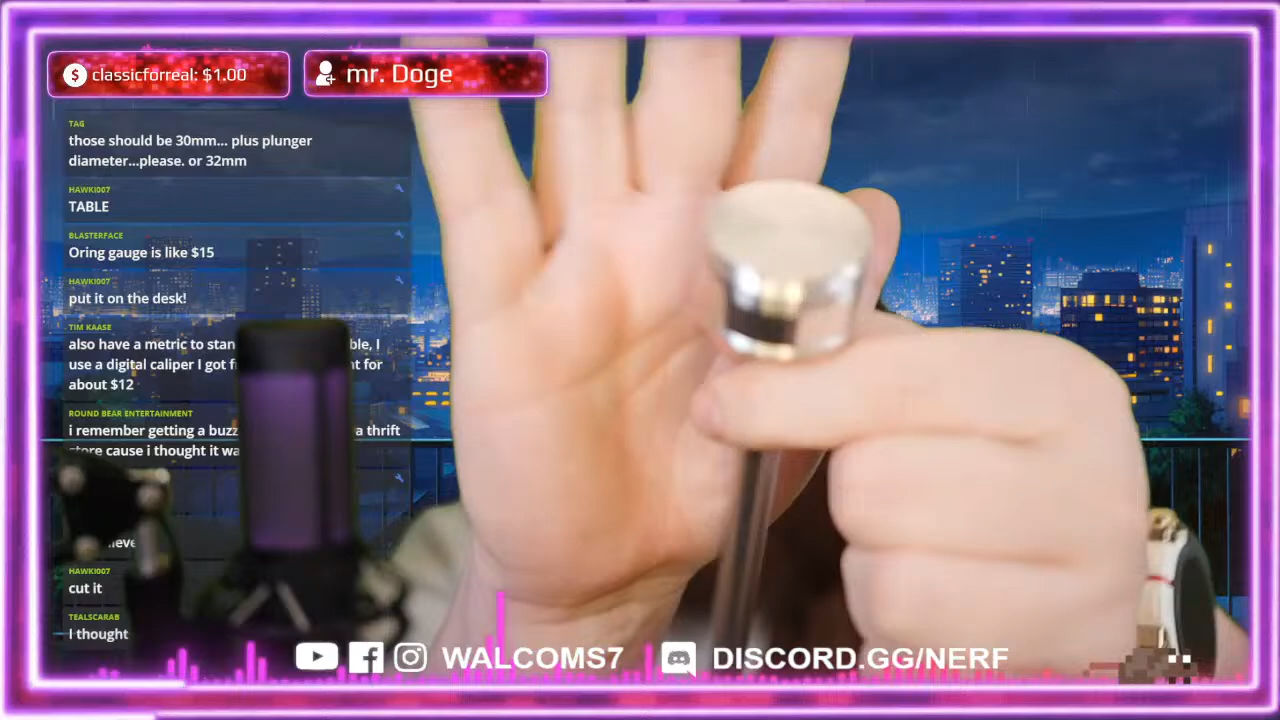 classicforreal: $1.00
mr. Doge
TAG
those should be 30mm... plus plunger
diameter...please. or 32mm
HAWKI007
TABLE
BLASTERFACE
Oring gauge is like $15
HAWKI007
put it on the desk!
TIM KAASE
also have a metric to stan ble, I
use a digital caliper I got f t for
about $12
ROUND BEAR ENTERTAINMENT
i remember getting a buzz a thrift
store cause i thought it wa
HAWKI007
cut it
TEALSCARAB
I thought
WALCOMS7 DISCORD.GG/NERF